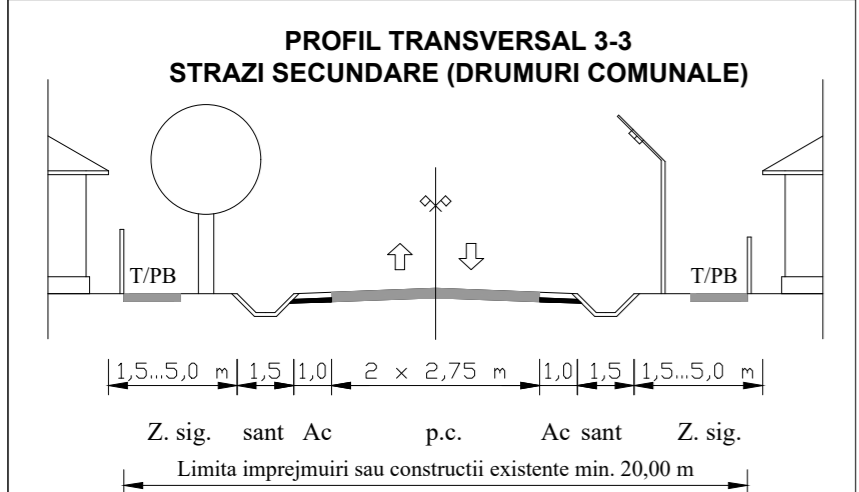 PROFIL TRANSVERSAL 3-3
STRAZI SECUNDARE (DRUMURI COMUNALE)
T/PB T/PB
1,5...5,0 m 1,5 1,0 2 x 2,75 m 1,0 1,5 1,5...5,0 m
Z. sig. sant Ac p.c. Ac sant Z. sig.
Limita imprejmuiri sau constructii existente min. 20,00 m